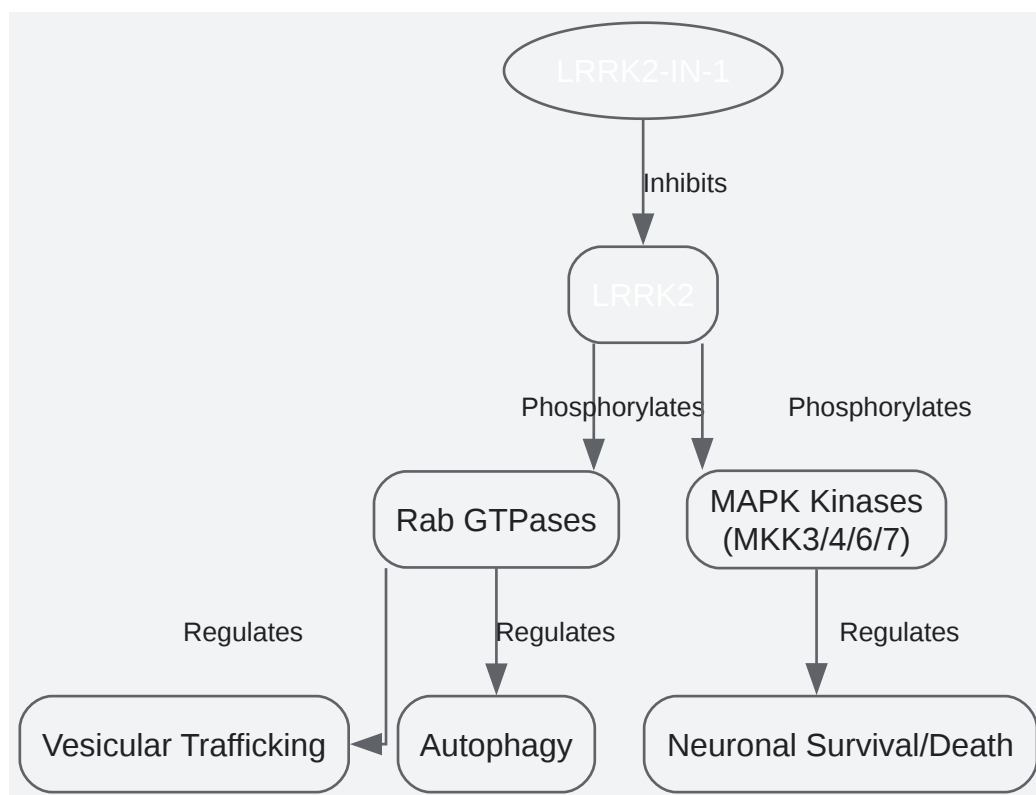 LRRK2-IN-1
Inhibits
LRRK2
Phosphorylates
Phosphorylates
Rab GTPases
MAPK Kinases
(MKK3/4/6/7)
Regulates
Regulates
Regulates
Vesicular Trafficking
Autophagy
Neuronal Survival/Death